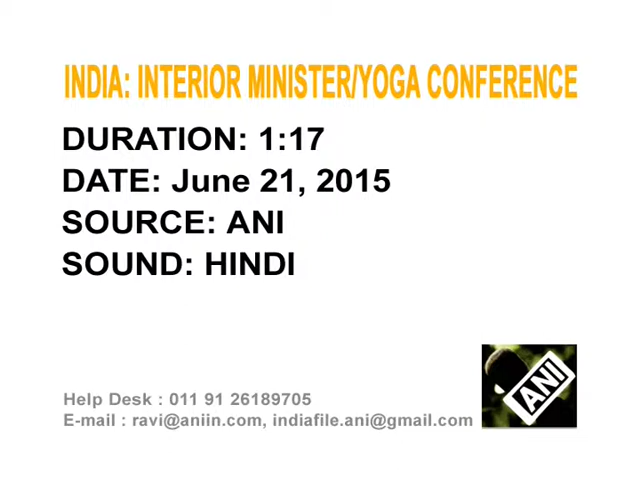 INDIA: INTERIOR MINISTER/YOGA CONFERENCE
DURATION: 1:17
DATE: June 21, 2015
SOURCE: ANI
SOUND: HINDI
ANI
Help Desk : 011 91 26189705
E-mail : ravi@aniin.com, indiafile.ani@gmail.com